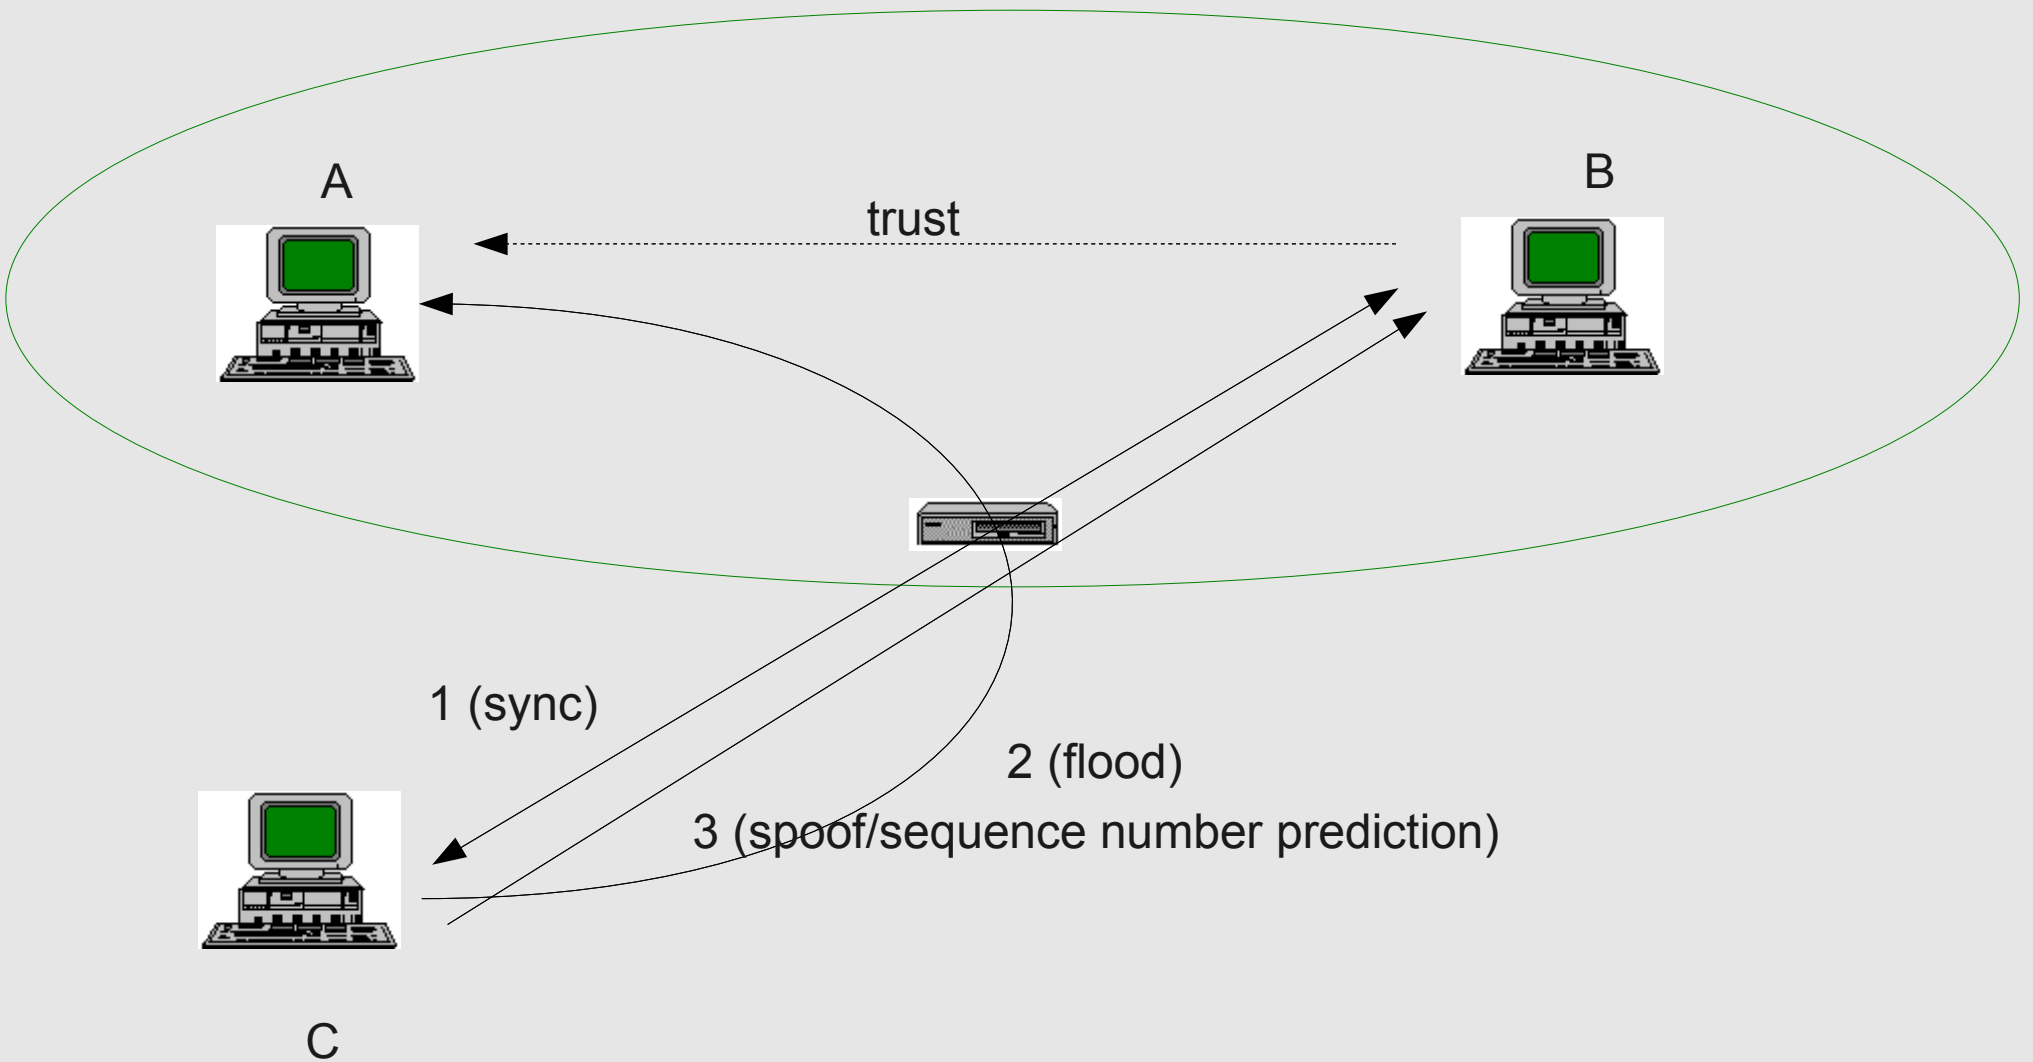 A
B
trust
1 (sync)
2 (flood)
3 (spoof/sequence number prediction)
C